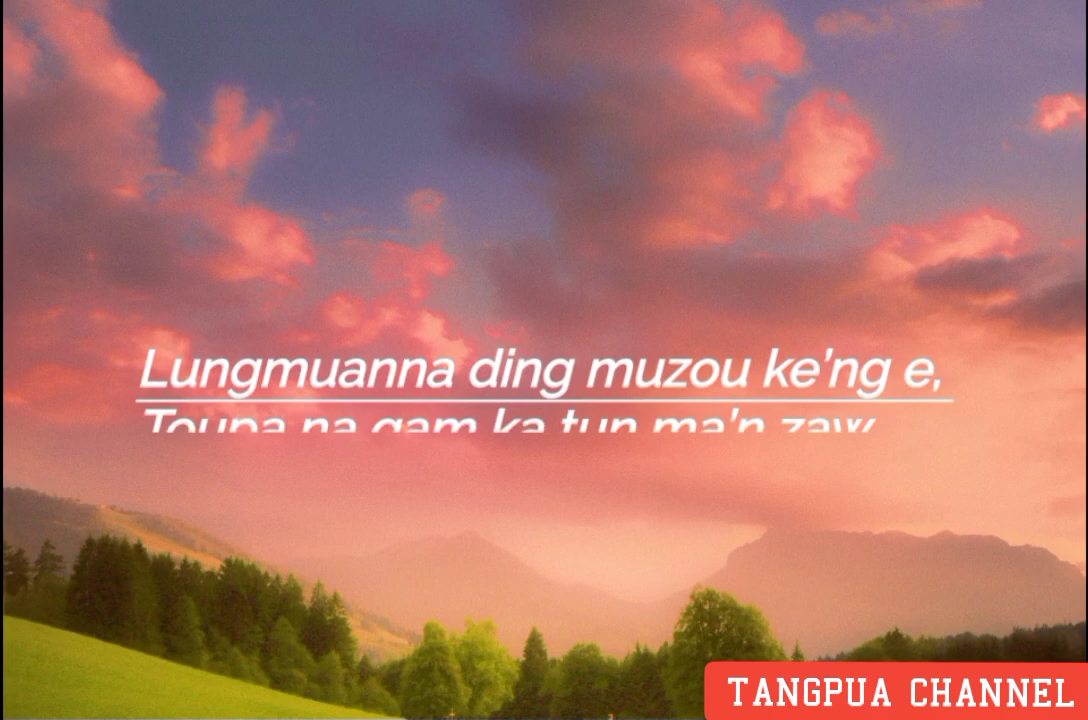 Lungmuanna ding muzou ke'ng e,
Toupa na gam ka tun ma'n zaw
TANGPUA CHANNEL